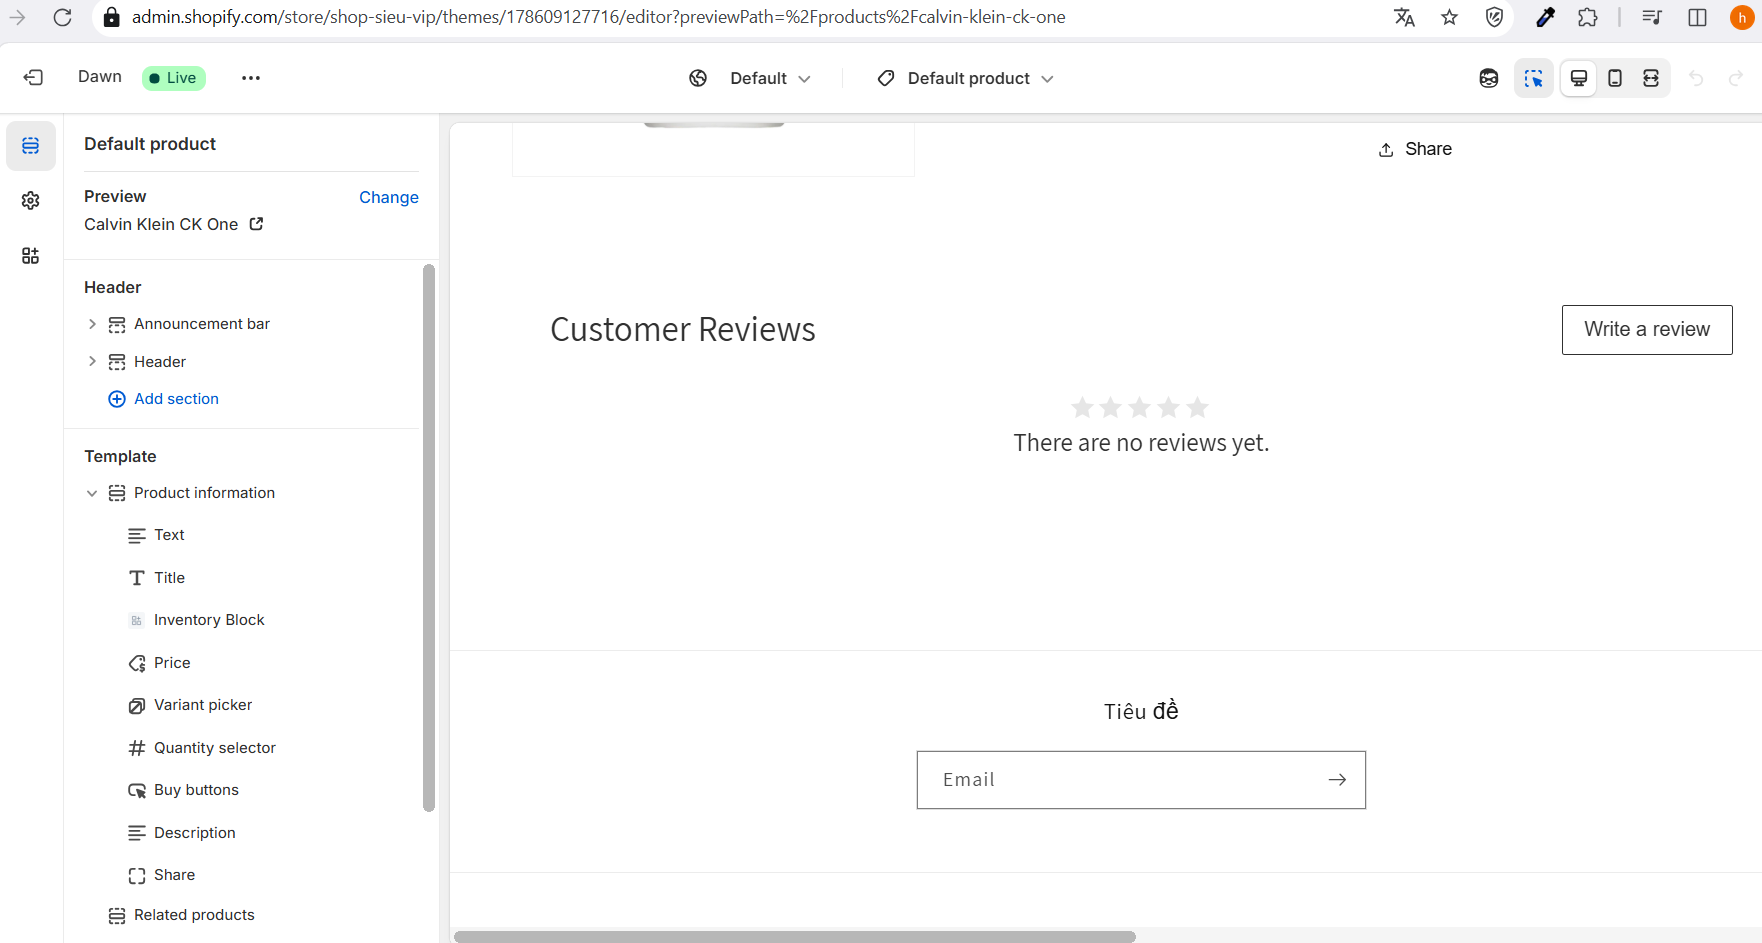 admin.shopify.com/store/shop-sieu-vip/themes/178609127716/editor?previewPath=%2Fproducts%2Fcalvin-klein-ck-one
h
Dawn
Live
Default
Default product
Default product
Preview
Change
Calvin Klein CK One
Header
Announcement bar
Header
Add section
Template
Product information
Text
Title
Inventory Block
Price
Variant picker
Quantity selector
Buy buttons
Description
Share
Related products
Share
Customer Reviews
Write a review
There are no reviews yet.
Tiêu đề
Email